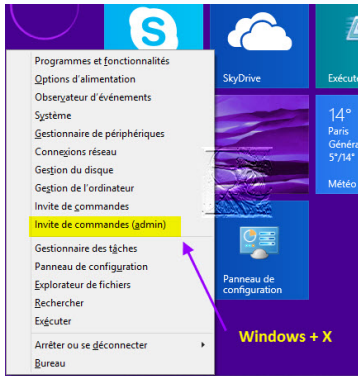 Programmes et fonctionnalités
Options d'alimentation
Observateur d'événements
Système
Gestionnaire de périphériques
Connexions réseau
Gestion du disque
Gestion de l'ordinateur
Invite de commandes
Invite de commandes (admin)
Gestionnaire des tâches
Panneau de configuration
Explorateur de fichiers
Rechercher
Exécuter
Arrêter ou se déconnecter
Bureau
S
SkyDrive
14°
Paris
5°/14°
Météo
Panneau de
configuration
Windows + X